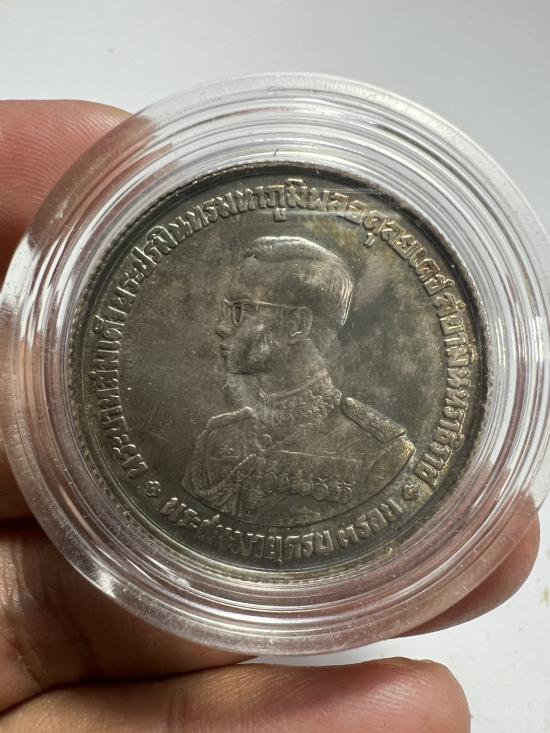 พระบาทสมเด็จพระปรมินทรมหาภูมิพลอดุลยเดช สยามินทราธิราช
พระชนมายุครบ ๓ รอบ